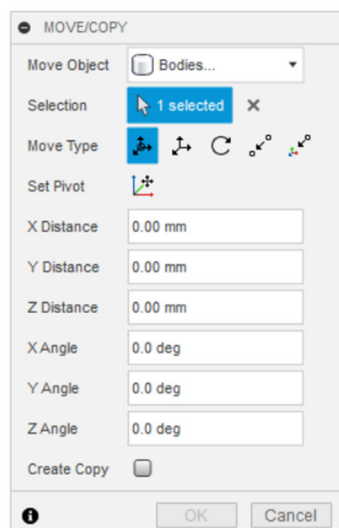 MOVE/COPY
Move Object Bodies...
Selection 1 selected
Move Type
Set Pivot
X Distance 0.00 mm
Y Distance 0.00 mm
Z Distance 0.00 mm
X Angle 0.0 deg
Y Angle 0.0 deg
Z Angle 0.0 deg
Create Copy
OK Cancel